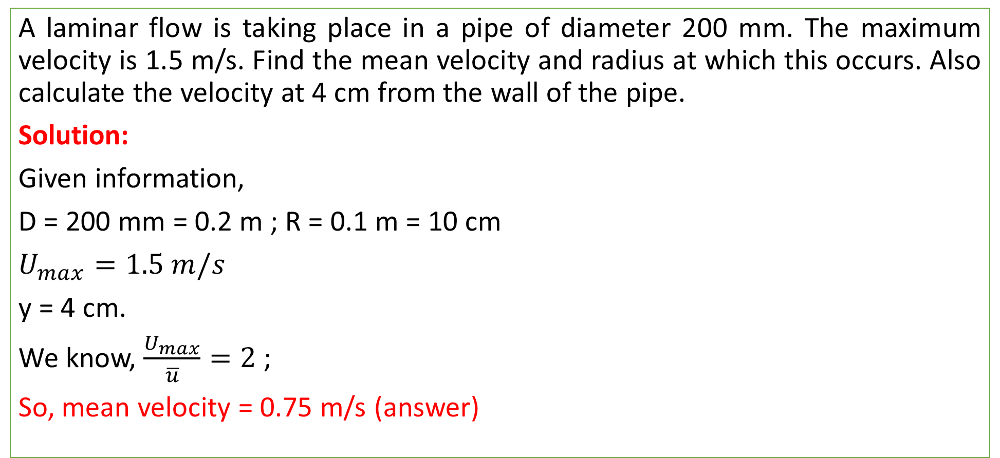 A laminar flow is taking place in a pipe of diameter 200 mm. The maximum
velocity is 1.5 m/s. Find the mean velocity and radius at which this occurs. Also
calculate the velocity at 4 cm from the wall of the pipe.
Solution:
Given information,
D = 200 mm = 0.2 m ; R = 0.1 m = 10 cm
U_{max} = 1.5 m/s
y = 4 cm.
We know, \frac{U_{max}}{\overline{u}} = 2 ;
So, mean velocity = 0.75 m/s (answer)